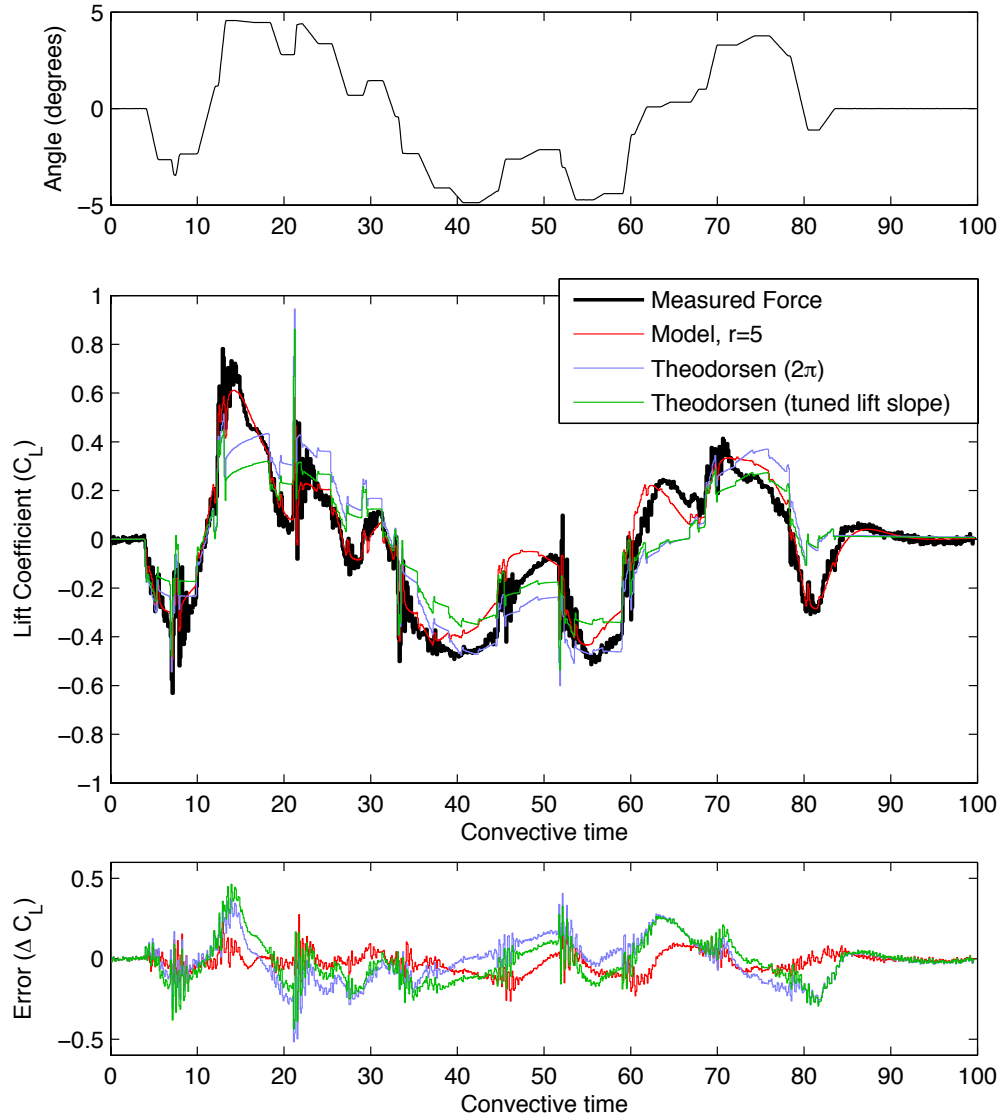 5
0
−5
Angle (degrees)
0 10 20 30 40 50 60 70 80 90 100
1
0.8
0.6
0.4
0.2
0
−0.2
−0.4
−0.6
−0.8
−1
Lift Coefficient (C_L)
Measured Force
Model, r=5
Theodorsen (2π)
Theodorsen (tuned lift slope)
0 10 20 30 40 50 60 70 80 90 100
Convective time
0.5
0
−0.5
Error (Δ C_L)
0 10 20 30 40 50 60 70 80 90 100
Convective time